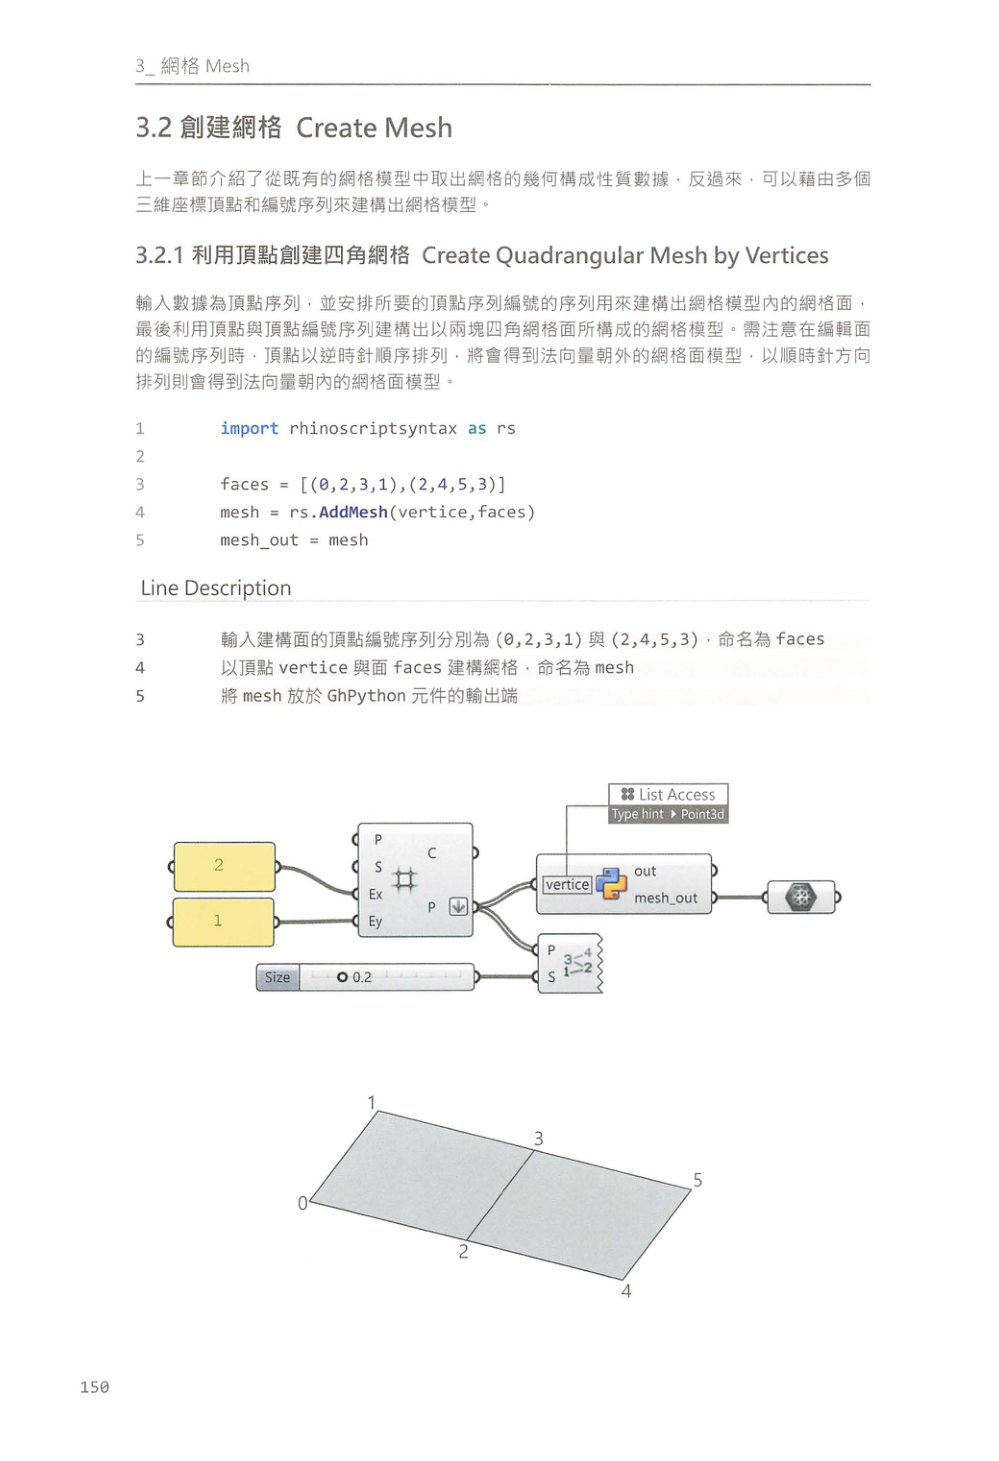 3_ 網格 Mesh
3.2 創建網格 Create Mesh
上一章節介紹了從既有的網格模型中取出網格的幾何構成性質數據，反過來，可以藉由多個
三維座標頂點和編號序列來建構出網格模型。
3.2.1 利用頂點創建四角網格 Create Quadrangular Mesh by Vertices
輸入數據為頂點序列，並安排所要的頂點序列編號的序列用來建構出網格模型內的網格面，
最後利用頂點與頂點編號序列建構出以兩塊四角網格面所構成的網格模型。需注意在編輯面
的編號序列時，頂點以逆時針順序排列，將會得到法向量朝外的網格面模型，以順時針方向
排列則會得到法向量朝內的網格面模型。
1 import rhinoscriptsyntax as rs
2
3 faces = [(0,2,3,1),(2,4,5,3)]
4 mesh = rs.AddMesh(vertice,faces)
5 mesh_out = mesh
Line Description
3 輸入建構面的頂點編號序列分別為 (0,2,3,1) 與 (2,4,5,3)，命名為 faces
4 以頂點 vertice 與面 faces 建構網格，命名為 mesh
5 將 mesh 放於 GhPython 元件的輸出端
List Access
Type hint Point3d
2
1
P
S
Ex
Ey
C
P
vertice
out
mesh_out
P
S
3 4
1 2
Size 0.2
1
3
5
0
2
4
150